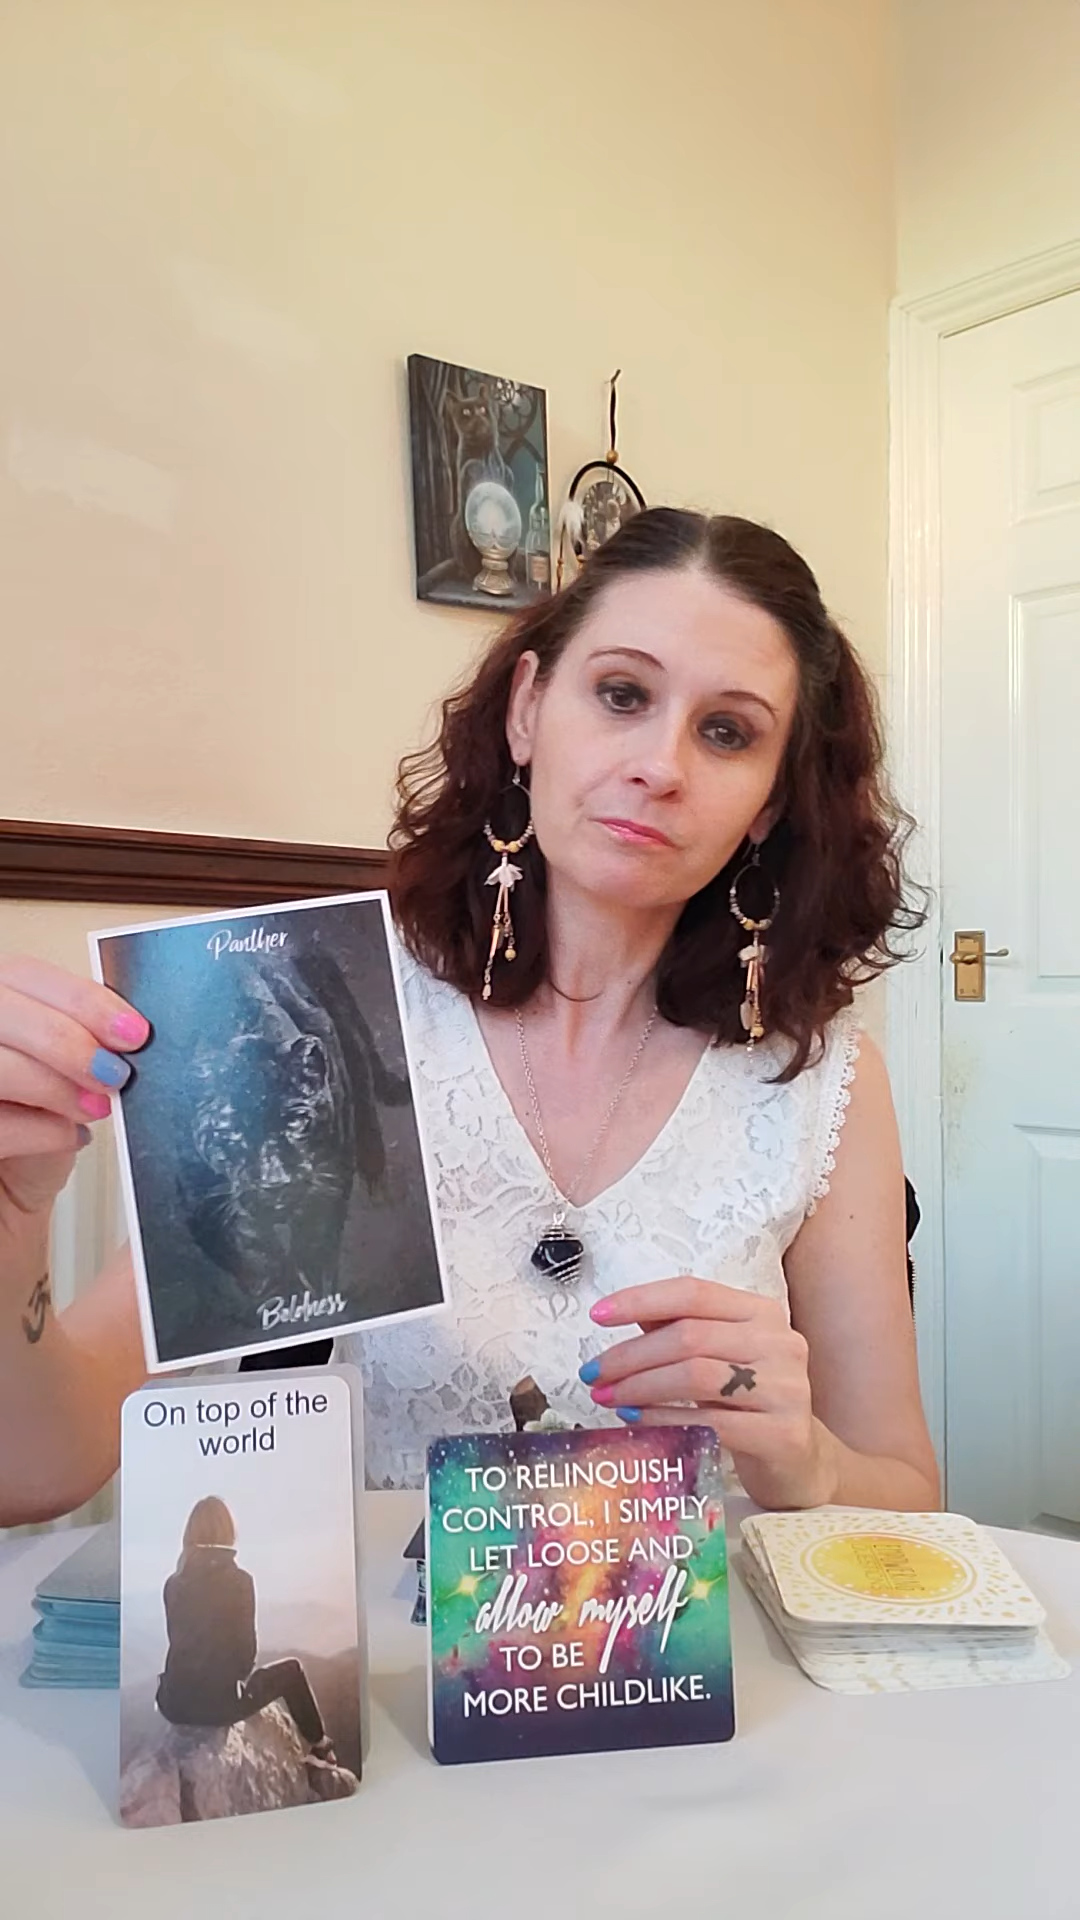 Panther
Boldness
On top of the
world
TO RELINQUISH
CONTROL, I SIMPLY
LET LOOSE AND
allow myself
TO BE
MORE CHILDLIKE.